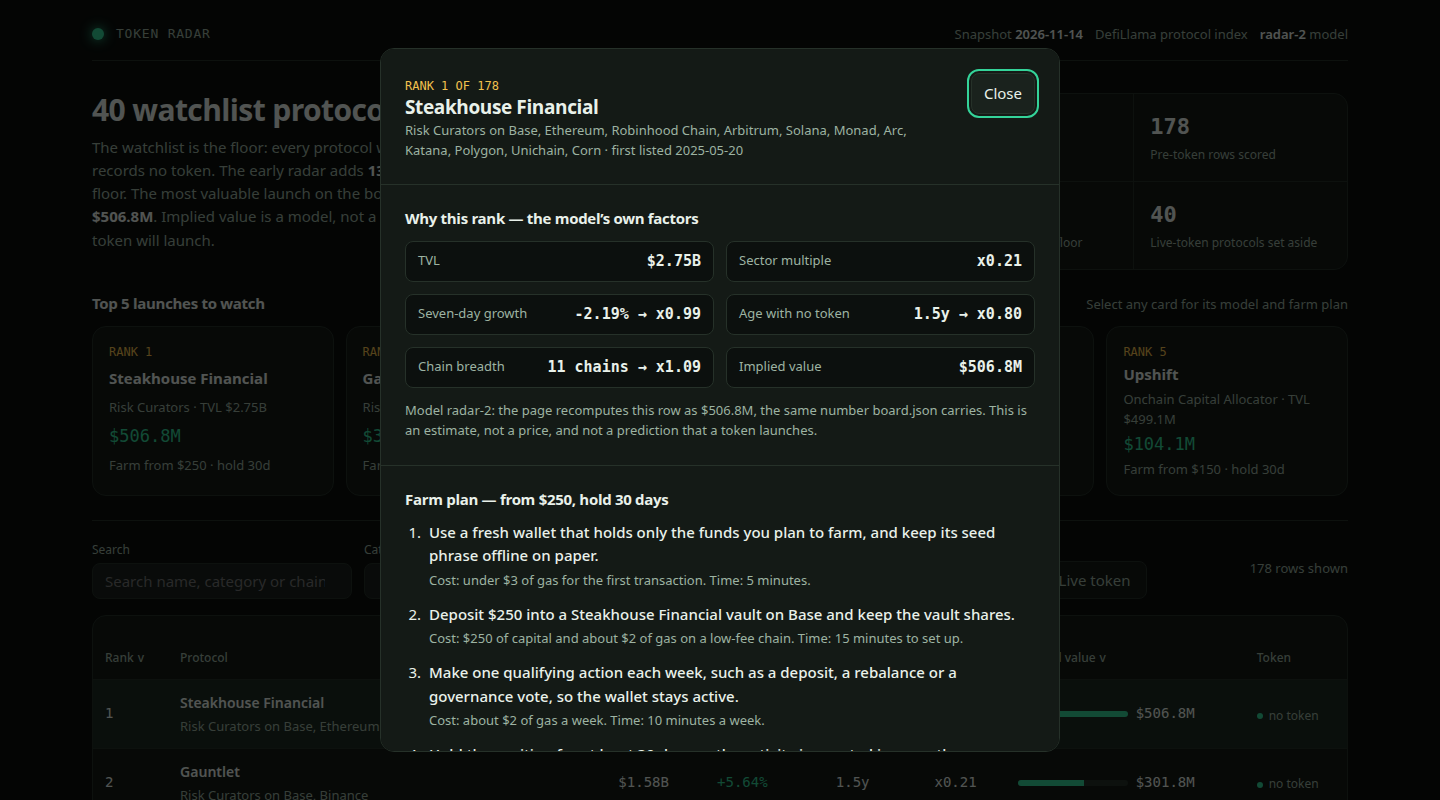 TOKEN RADAR
Snapshot 2026-11-14 DefiLlama protocol index radar-2 model
40 watchlist protoco
The watchlist is the floor: every protocol
records no token. The early radar adds 13
floor. The most valuable launch on the bo
$506.8M. Implied value is a model, not a
token will launch.
178
Pre-token rows scored
loor
40
Live-token protocols set aside
Top 5 launches to watch
Select any card for its model and farm plan
RANK 1
Steakhouse Financial
Risk Curators · TVL $2.75B
$506.8M
Farm from $250 · hold 30d
RAN
Ga
Ris
$3
Far
RANK 5
Upshift
Onchain Capital Allocator · TVL
$499.1M
$104.1M
Farm from $150 · hold 30d
Search
Cat
Search name, category or chain
Live token
178 rows shown
Rank v Protocol
value v Token
1
Steakhouse Financial
Risk Curators on Base, Ethereum
$506.8M
no token
2
Gauntlet
Risk Curators on Base, Binance
$1.58B +5.64% 1.5y x0.21 $301.8M
no token
RANK 1 OF 178
Steakhouse Financial
Risk Curators on Base, Ethereum, Robinhood Chain, Arbitrum, Solana, Monad, Arc,
Katana, Polygon, Unichain, Corn · first listed 2025-05-20
Close
Why this rank — the model's own factors
TVL $2.75B
Sector multiple x0.21
Seven-day growth -2.19% → x0.99
Age with no token 1.5y → x0.80
Chain breadth 11 chains → x1.09
Implied value $506.8M
Model radar-2: the page recomputes this row as $506.8M, the same number board.json carries. This is
an estimate, not a price, and not a prediction that a token launches.
Farm plan — from $250, hold 30 days
1. Use a fresh wallet that holds only the funds you plan to farm, and keep its seed
phrase offline on paper.
Cost: under $3 of gas for the first transaction. Time: 5 minutes.
2. Deposit $250 into a Steakhouse Financial vault on Base and keep the vault shares.
Cost: $250 of capital and about $2 of gas on a low-fee chain. Time: 15 minutes to set up.
3. Make one qualifying action each week, such as a deposit, a rebalance or a
governance vote, so the wallet stays active.
Cost: about $2 of gas a week. Time: 10 minutes a week.